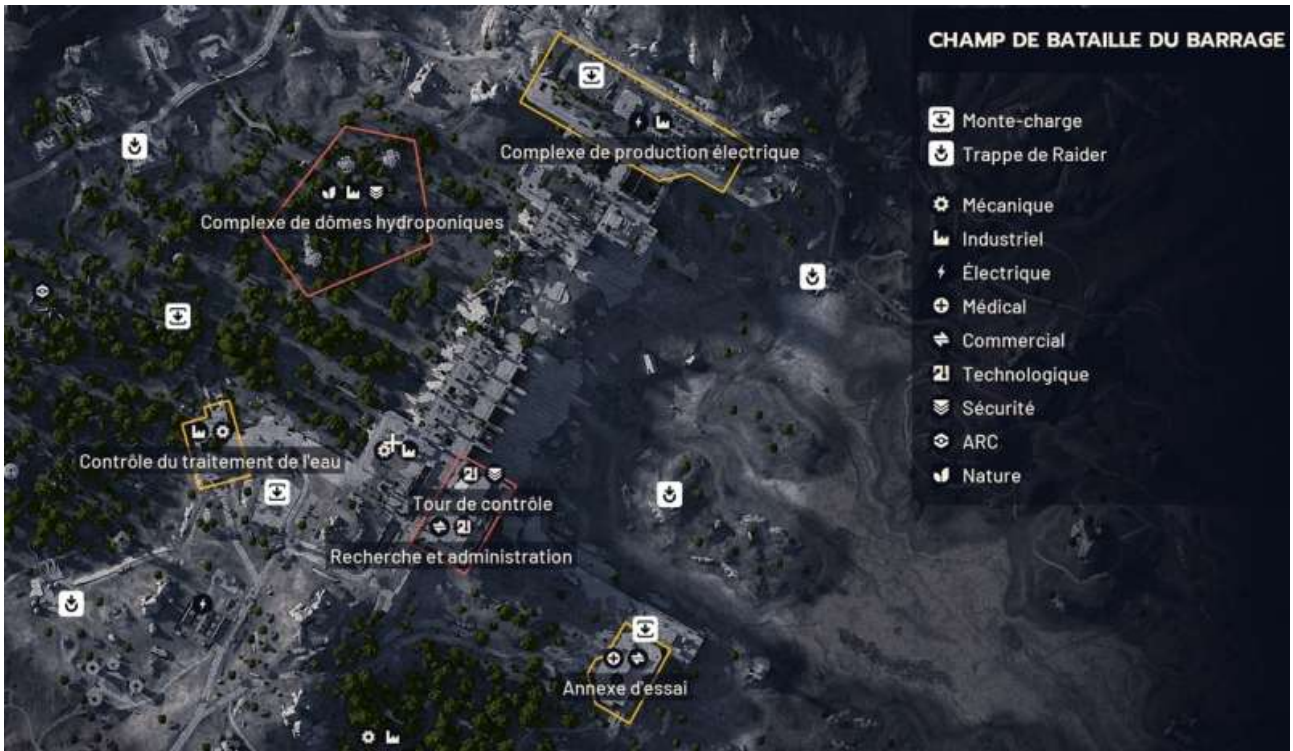 CHAMP DE BATAILLE DU BARRAGE
Monte-charge
Trappe de Raider
Mécanique
Industriel
Électrique
Médical
Commercial
Technologique
Sécurité
ARC
Nature
Complexe de production électrique
Complexe de dômes hydroponiques
Contrôle du traitement de l'eau
Tour de contrôle
Recherche et administration
Annexe d'essai